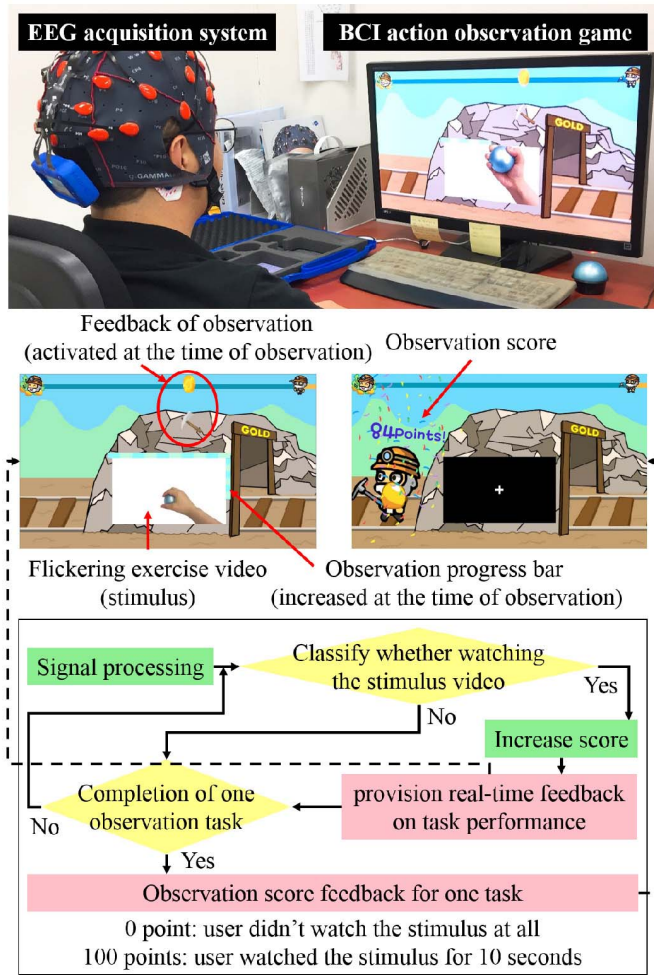 EEG acquisition system
BCI action observation game
GOLD
G.GAMMA
Feedback of observation
(activated at the time of observation)
Observation score
GOLD
84Points!
GOLD
Flickering exercise video
(stimulus)
Observation progress bar
(increased at the time of observation)
Signal processing
Classify whether watching
the stimulus video
Yes
No
Increase score
Completion of one
observation task
provision real-time feedback
on task performance
No
Yes
Observation score feedback for one task
0 point: user didn't watch the stimulus at all
100 points: user watched the stimulus for 10 seconds